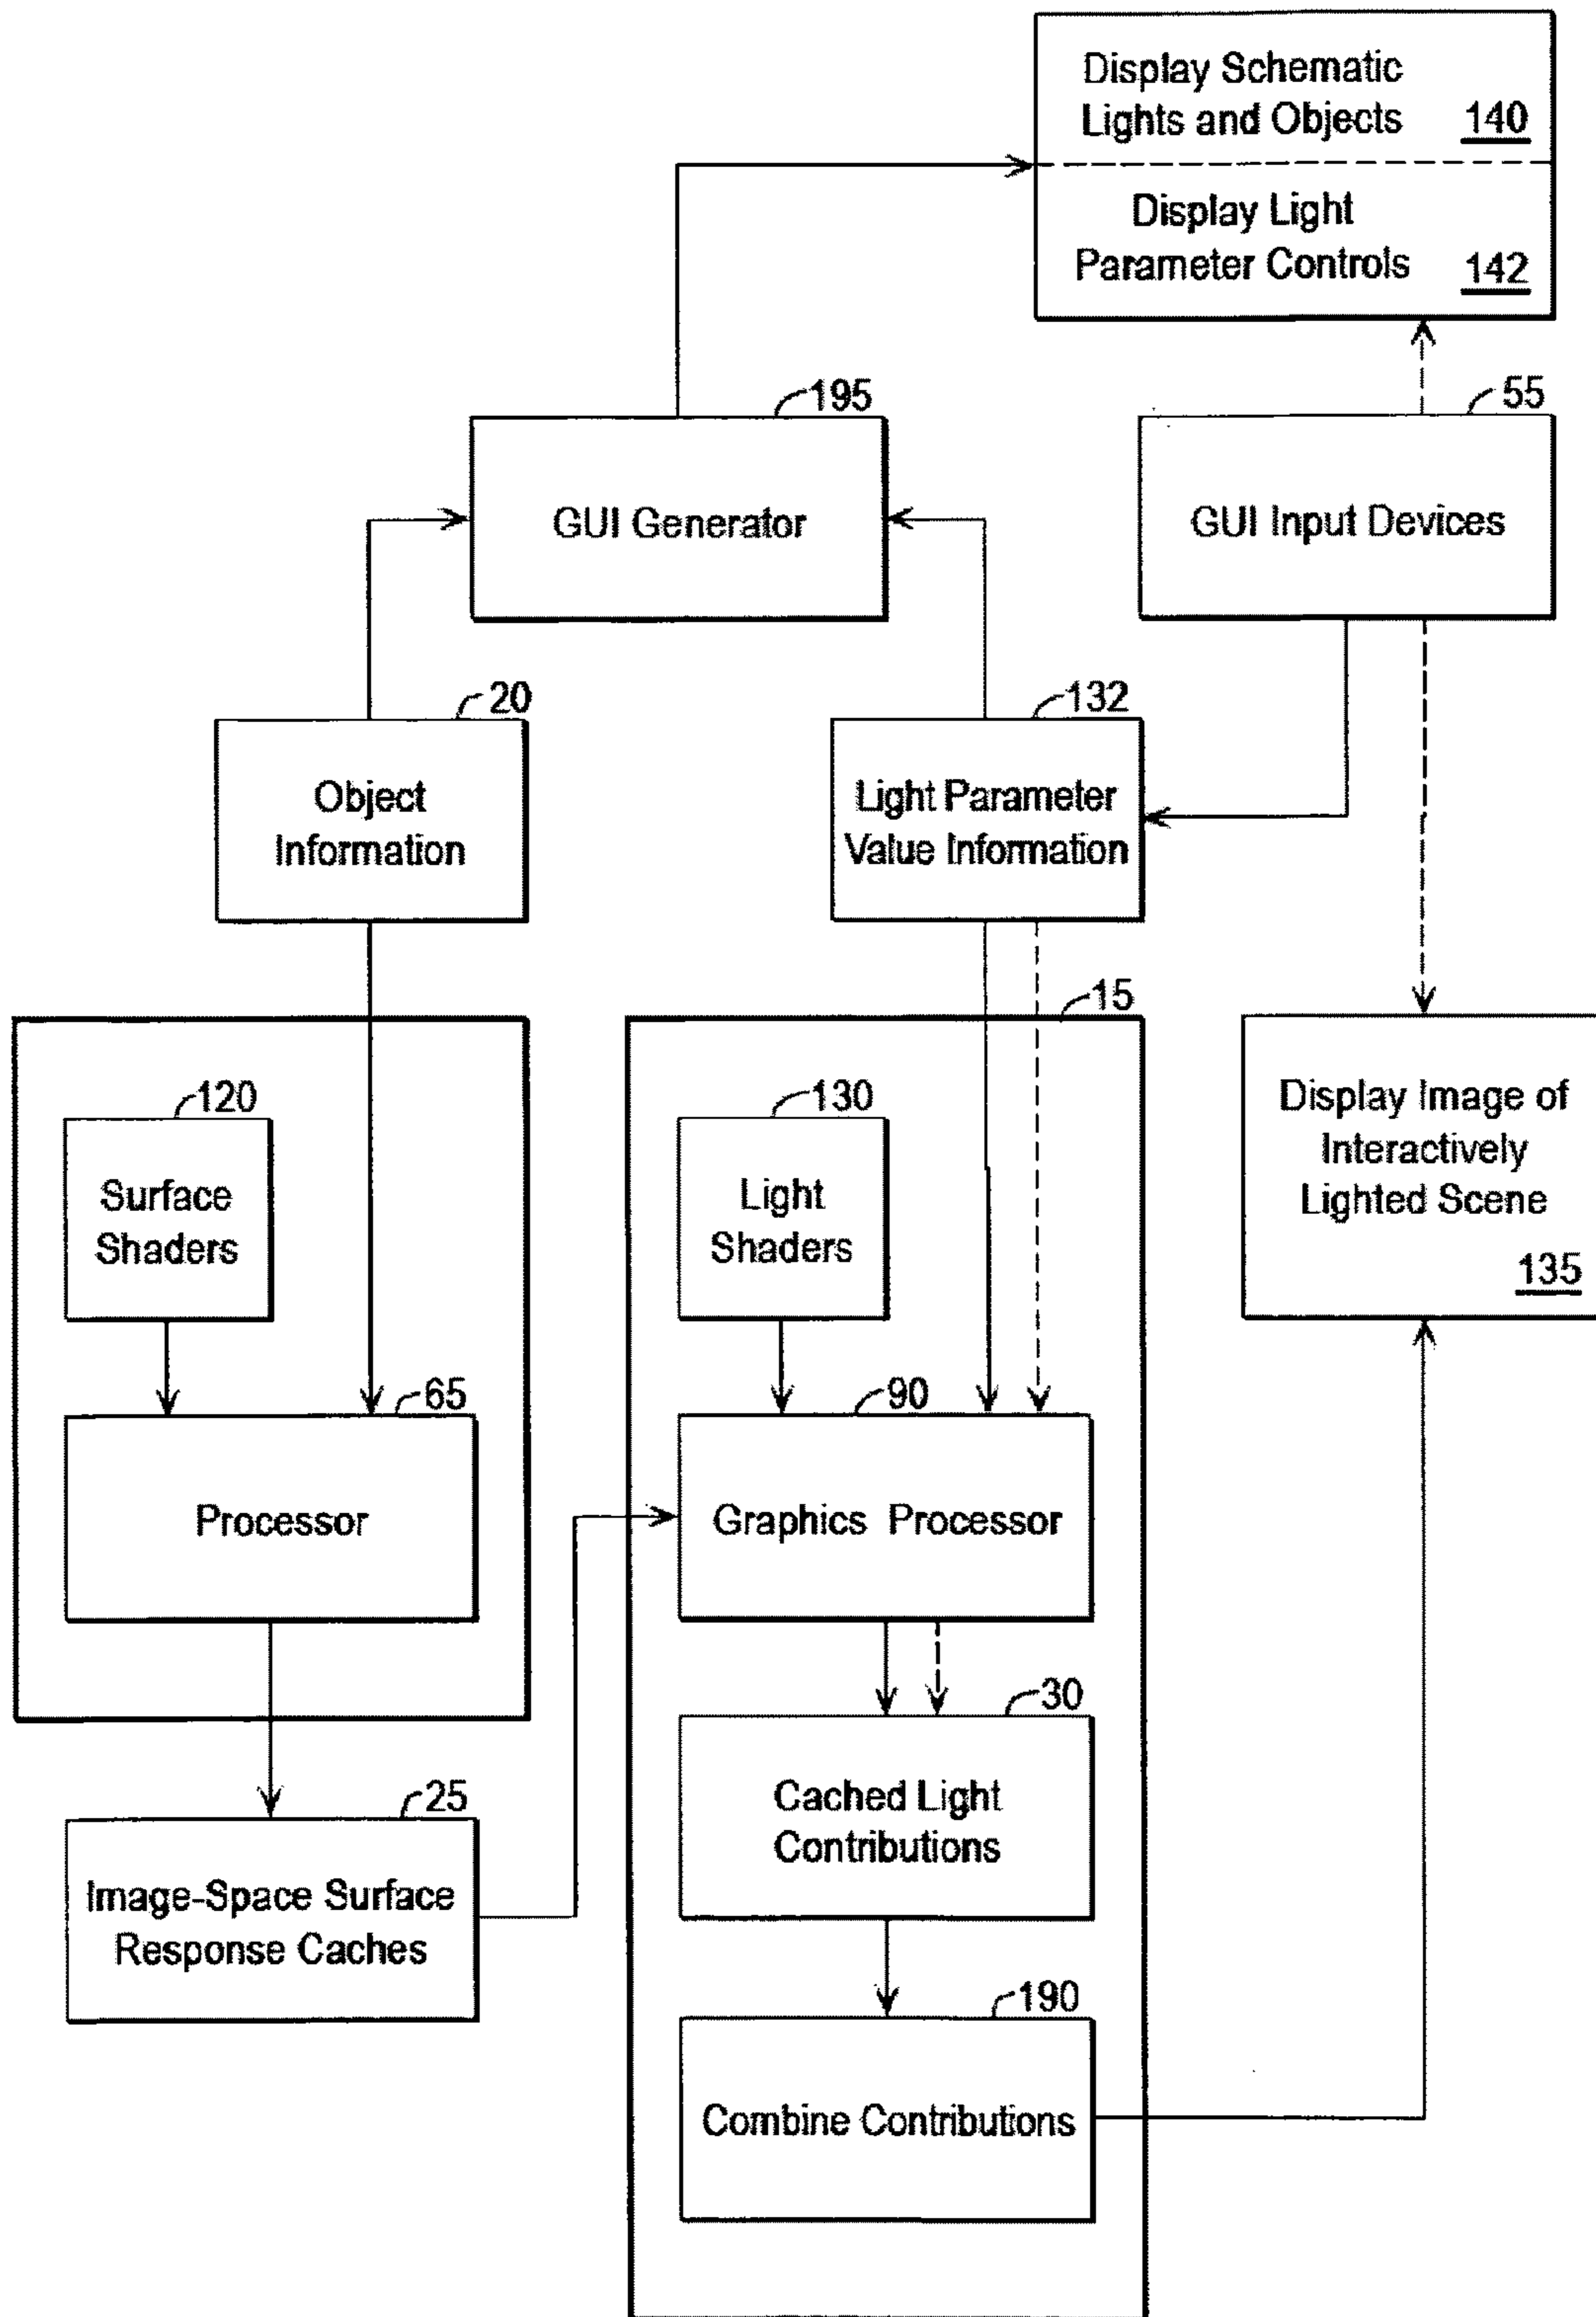 Display Schematic
Lights and Objects 140
Display Light
Parameter Controls 142
195
GUI Generator
55
GUI Input Devices
20
Object
Information
132
Light Parameter
Value Information
15
120
Surface
Shaders
130
Light
Shaders
Display Image of
Interactively
Lighted Scene
135
65
Processor
90
Graphics Processor
30
Cached Light
Contributions
25
Image-Space Surface
Response Caches
190
Combine Contributions